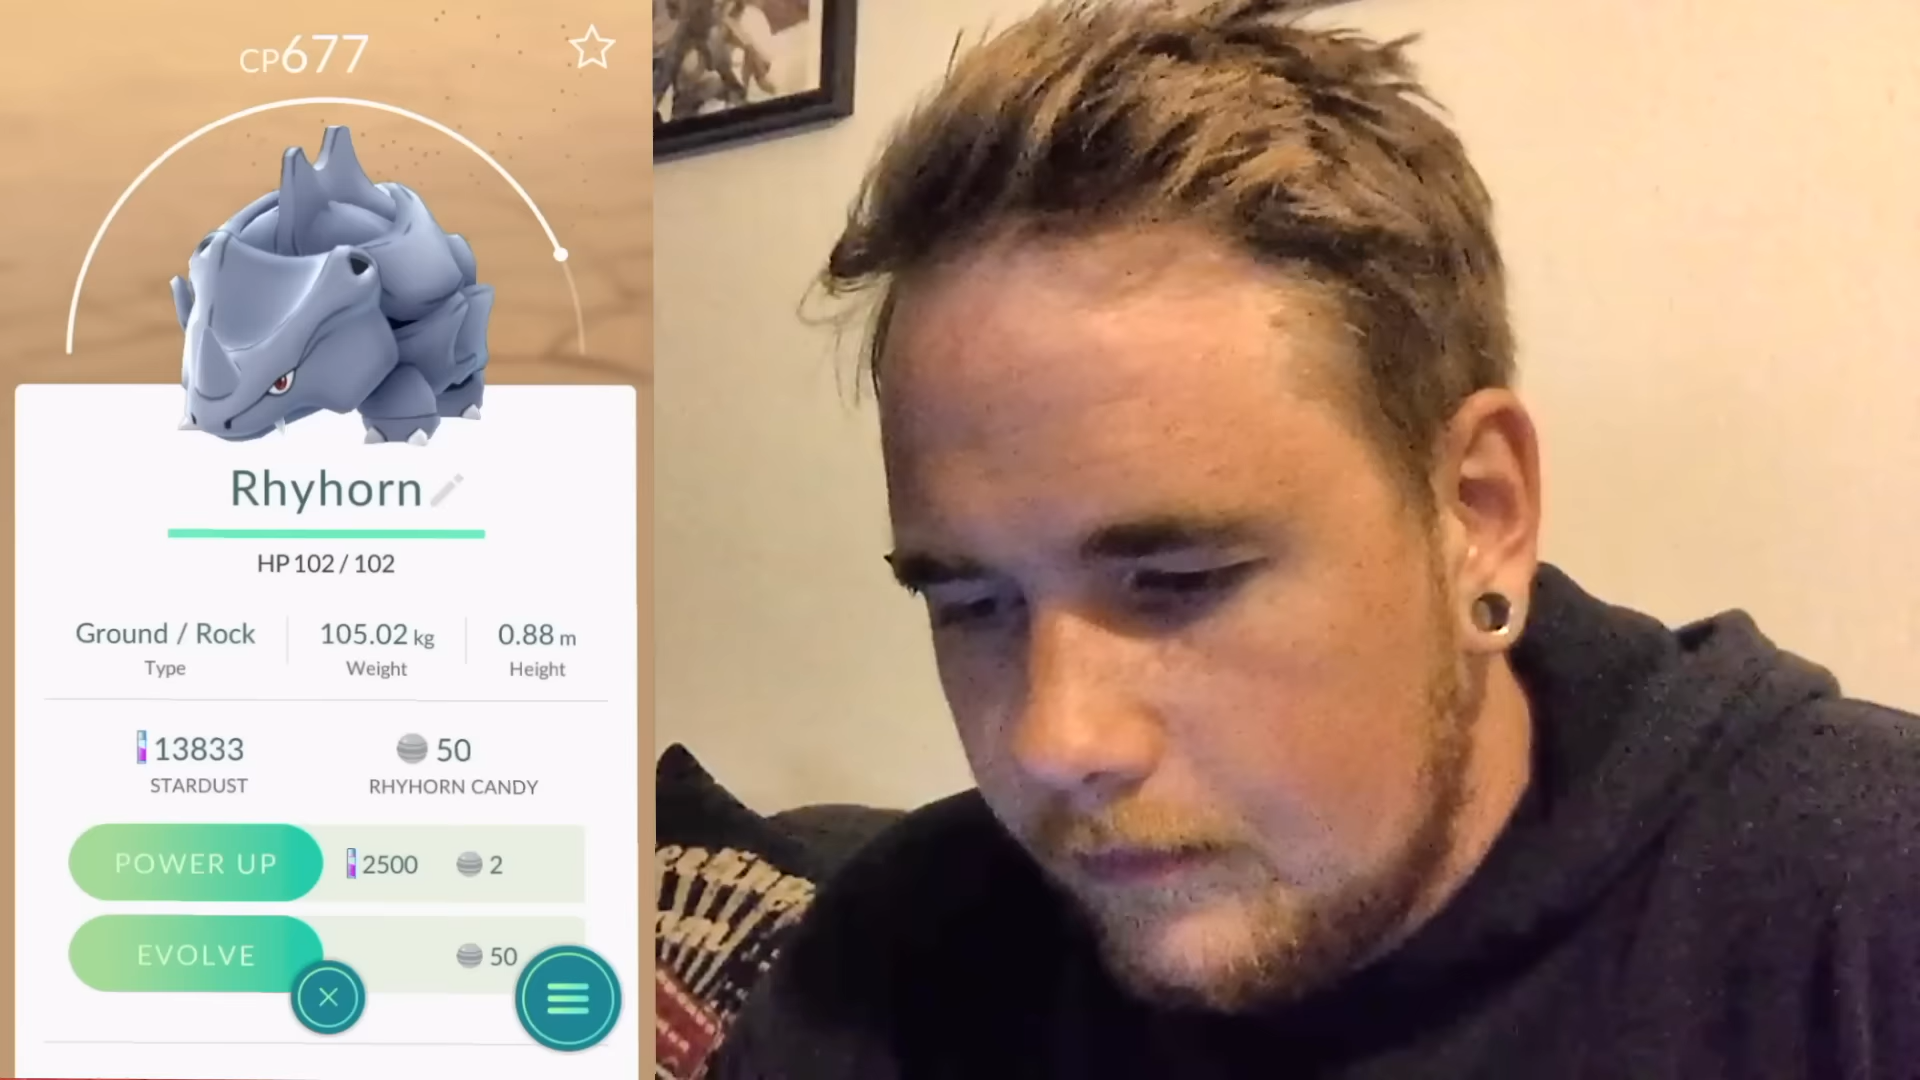 CP677
Rhyhorn
HP 102 / 102
Ground / Rock
Type
105.02 kg
Weight
0.88 m
Height
13833
STARDUST
50
RHYHORN CANDY
POWER UP
2500
2
EVOLVE
50